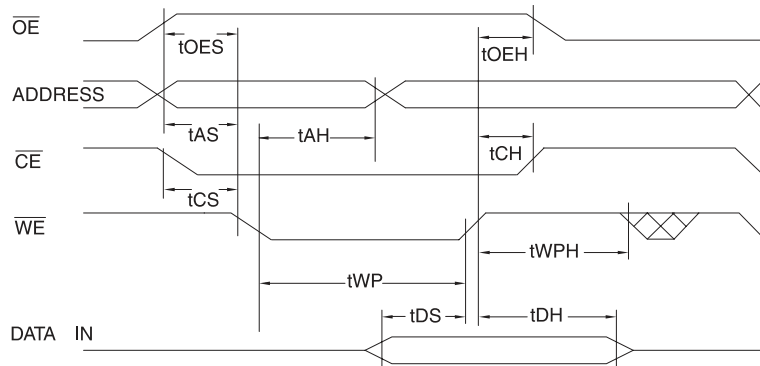 OE
tOES
tOEH
ADDRESS
tAS
tAH
tCH
CE
tCS
WE
tWPH
tWP
tDS
tDH
DATA IN